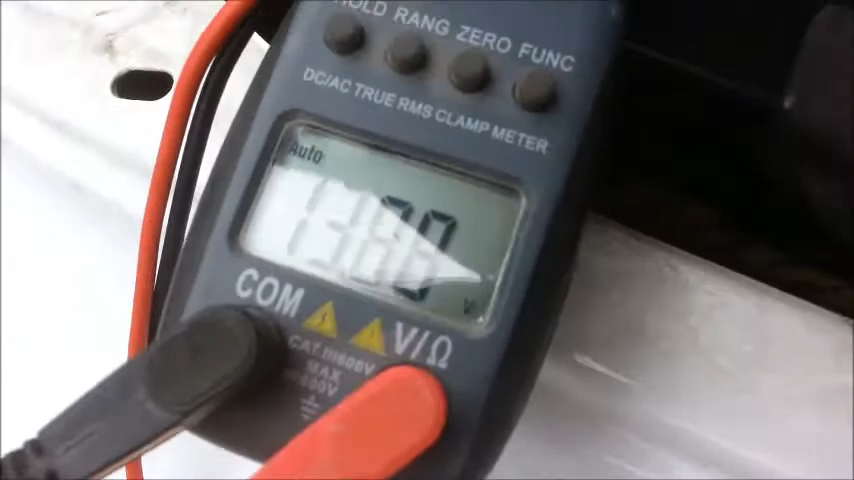 HOLD RANG ZERO FUNC
DC/AC TRUE RMS CLAMP METER
Auto
V
COM
V/Ω
CAT.III600V
MAX